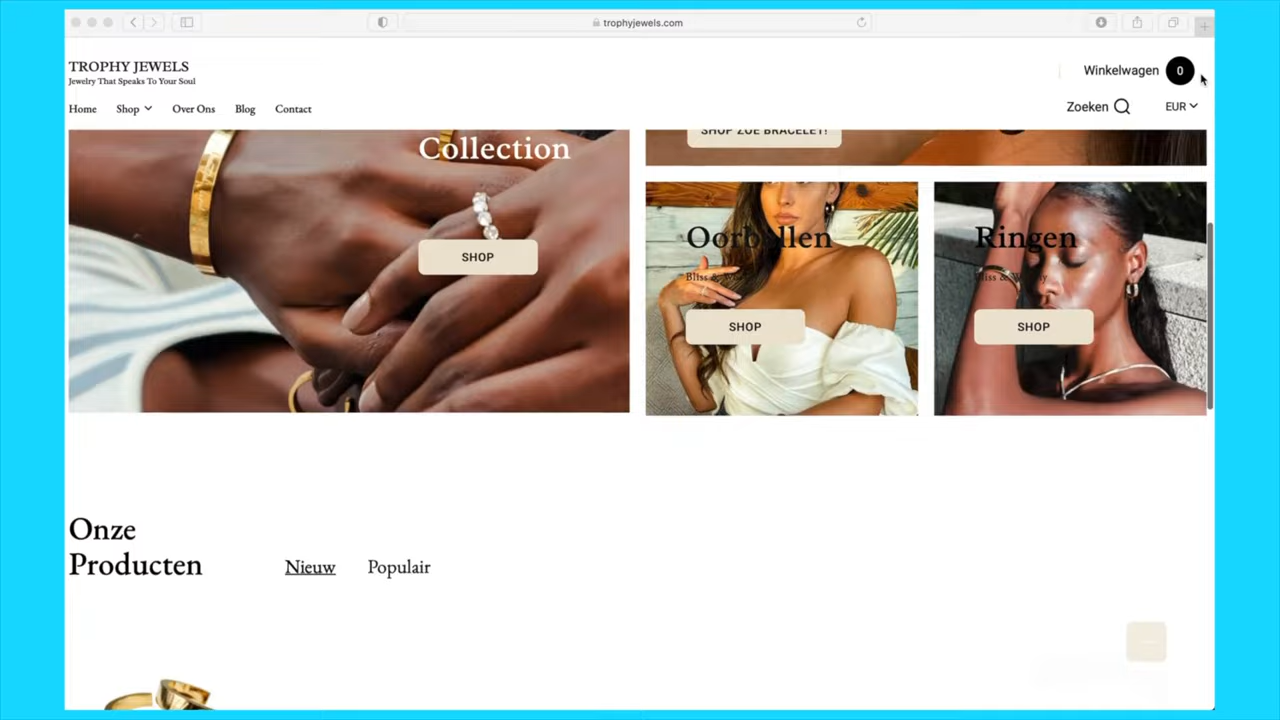 trophyjewels.com
TROPHY JEWELS
Jewelry That Speaks To Your Soul
Winkelwagen 0
Home Shop Over Ons Blog Contact
Zoeken EUR
SHOP ZOE BRACELET!
Collection
SHOP
Oorbellen
Bliss &
SHOP
Ringen
SHOP
Onze
Producten
Nieuw Populair